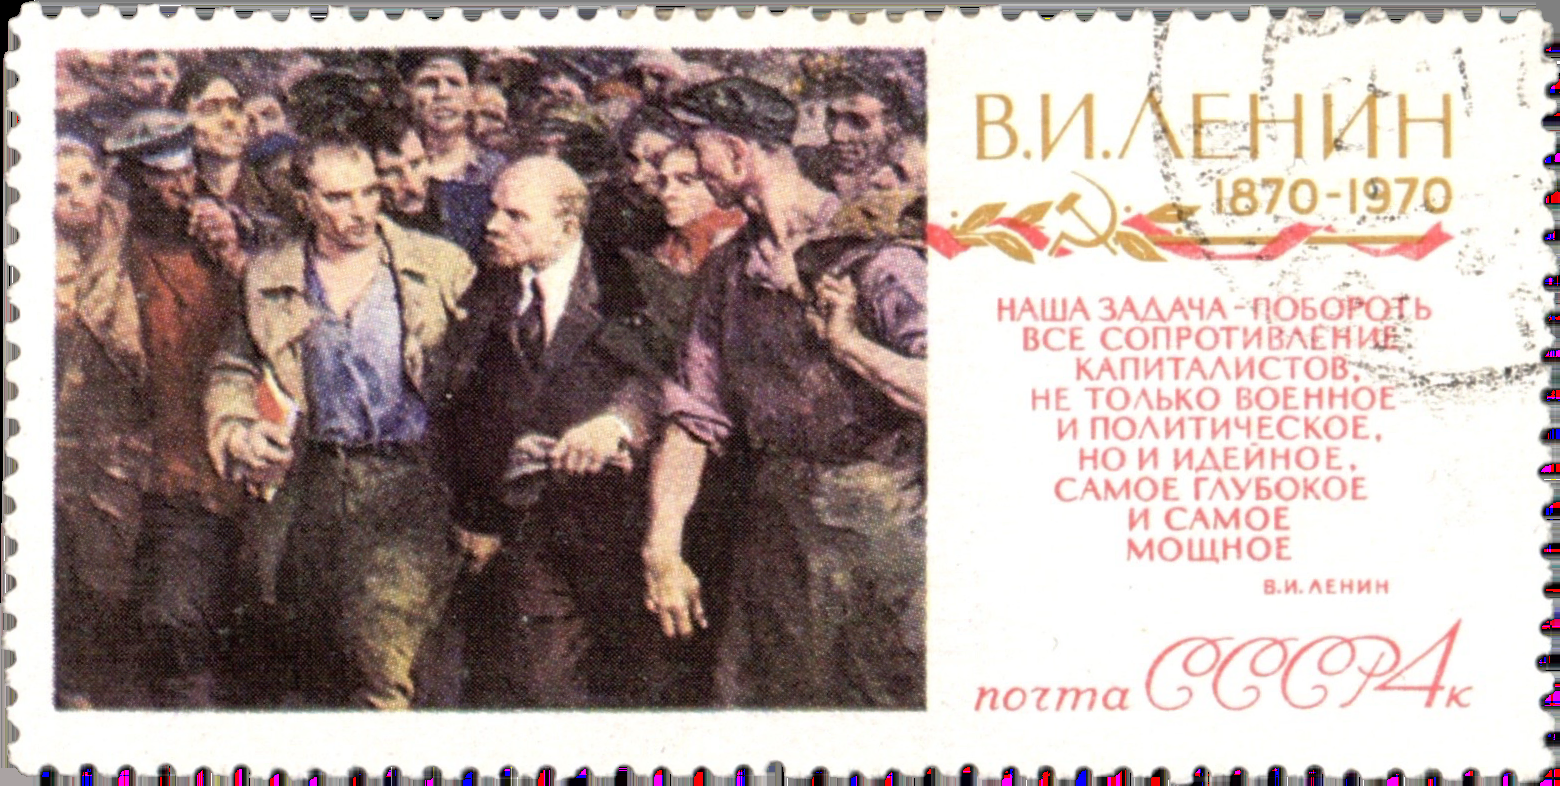 В.И.ЛЕНИН
1870-1970
НАША ЗАДАЧА-ПОБОРОТЬ
ВСЕ СОПРОТИВЛЕНИЕ
КАПИТАЛИСТОВ,
НЕ ТОЛЬКО ВОЕННОЕ
И ПОЛИТИЧЕСКОЕ,
НО И ИДЕЙНОЕ,
САМОЕ ГЛУБОКОЕ
И САМОЕ
МОЩНОЕ
В.И.ЛЕНИН
почта СССР 4к